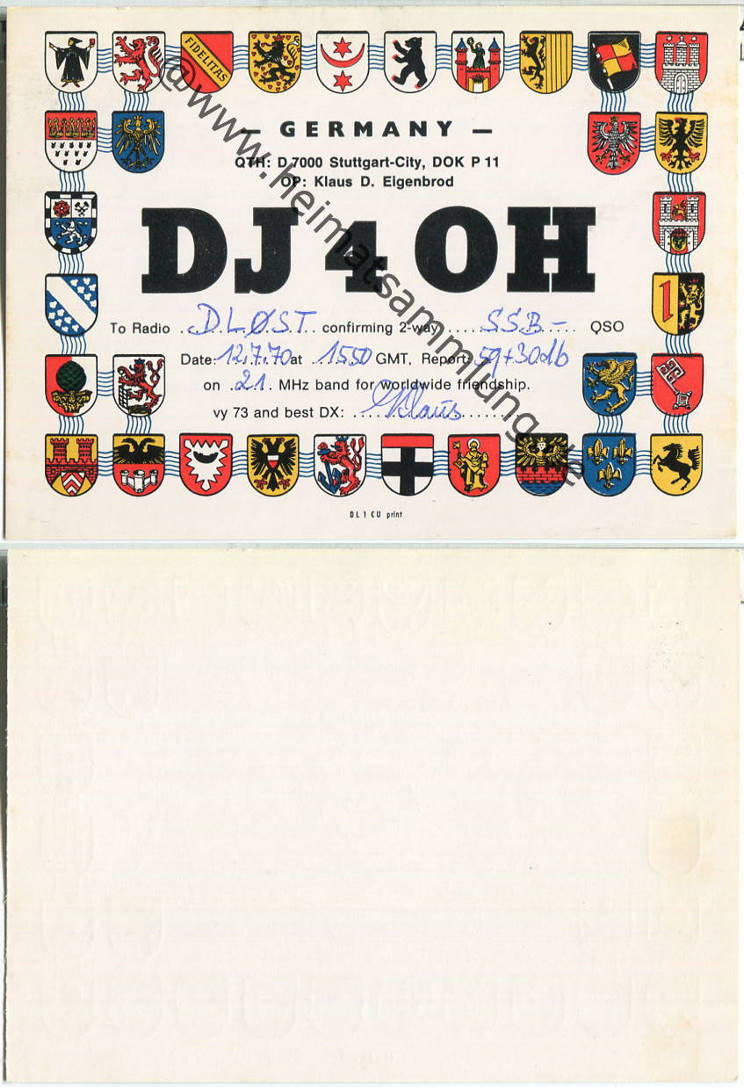 FIDELITAS
— GERMANY —
QTH: D 7000 Stuttgart-City, DOK P 11
OP: Klaus D. Eigenbrod
DJ 4 OH
To Radio DLØST confirming 2-way SSB- QSO
Date: 12.7.70 at 1550 GMT, Report: 59+30db
on 21 MHz band for worldwide friendship.
vy 73 and best DX: Klaus
DL 1 CU print
@www.heimatsammlung.de